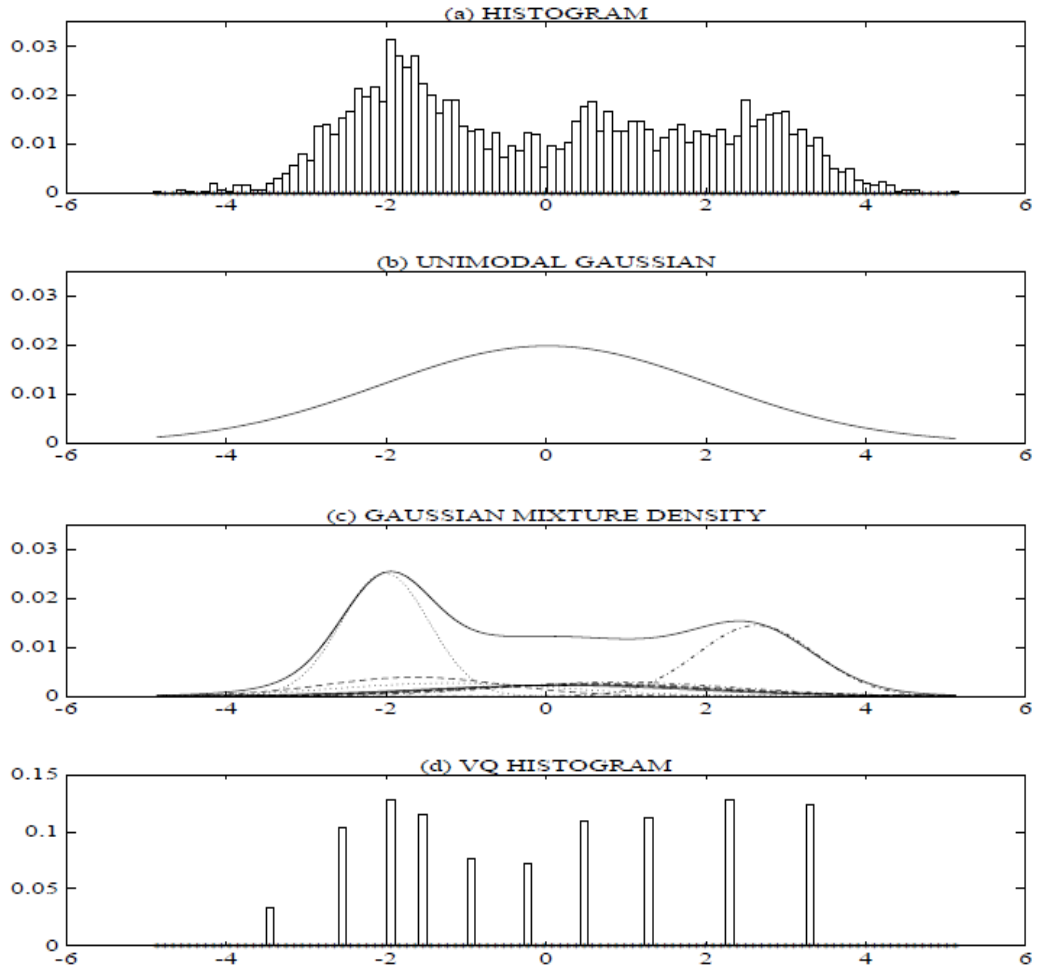 (a) HISTOGRAM
0.03
0.02
0.01
0
-6 -4 -2 0 2 4 6
(b) UNIMODAL GAUSSIAN
0.03
0.02
0.01
0
-6 -4 -2 0 2 4 6
(c) GAUSSIAN MIXTURE DENSITY
0.03
0.02
0.01
0
-6 -4 -2 0 2 4 6
(d) VQ HISTOGRAM
0.15
0.1
0.05
0
-6 -4 -2 0 2 4 6